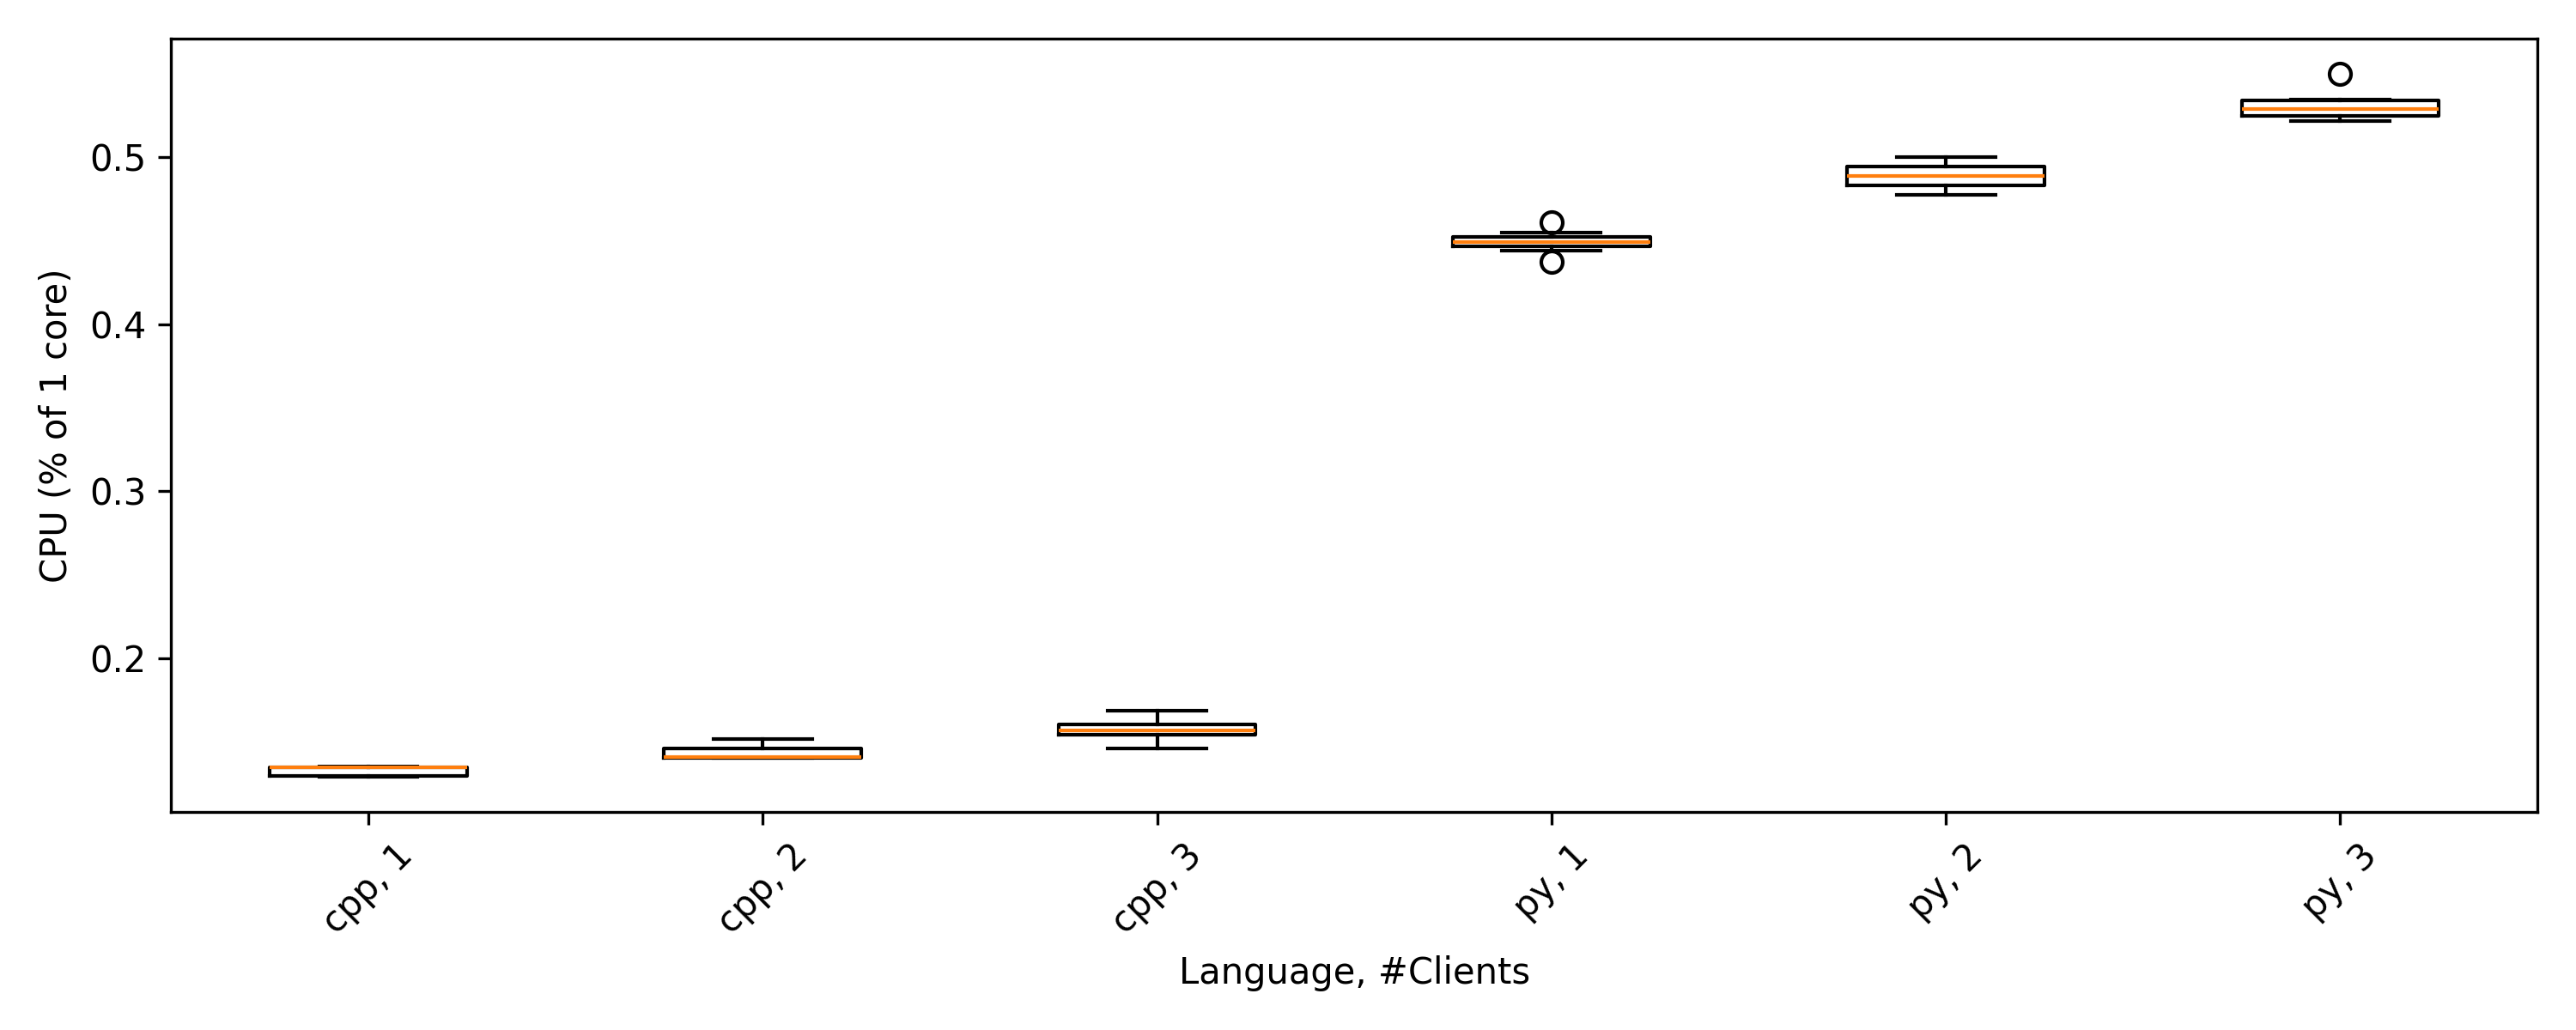 CPU (% of 1 core)
0.5
0.4
0.3
0.2
cpp, 1
cpp, 2
cpp, 3
py, 1
py, 2
py, 3
Language, #Clients